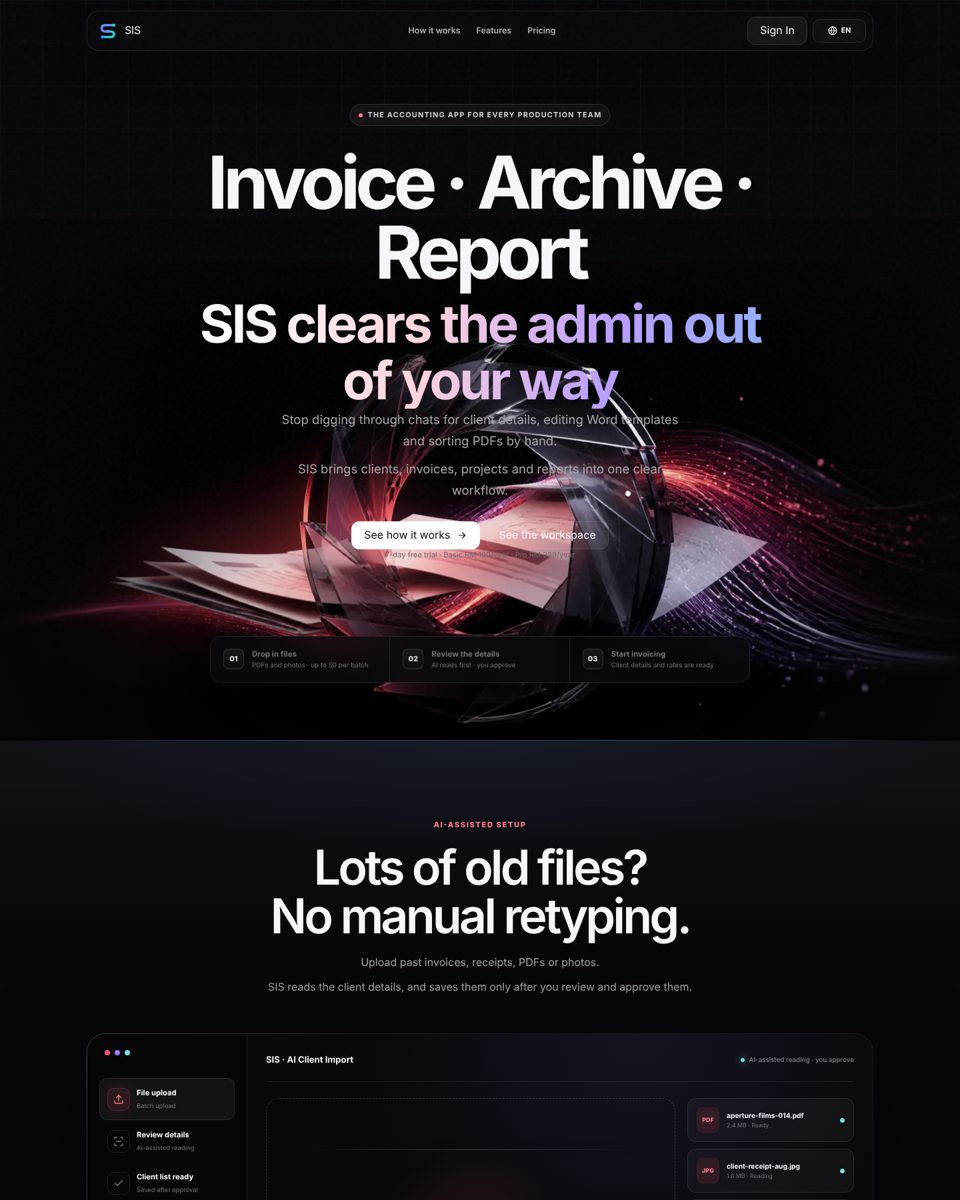 SIS
How it works
Features
Pricing
Sign In
EN
THE ACCOUNTING APP FOR EVERY PRODUCTION TEAM
Invoice · Archive ·
Report
SIS clears the admin out
of your way
Stop digging through chats for client details, editing Word templates
and sorting PDFs by hand.
SIS brings clients, invoices, projects and reports into one clear
workflow.
See how it works →
See the workspace
day free trial · Basic
01
Drop in files
PDFs and photos · up to 50 per batch
02
Review the details
AI reads first · you approve
03
Start invoicing
Client details and rates are ready
AI-ASSISTED SETUP
Lots of old files?
No manual retyping.
Upload past invoices, receipts, PDFs or photos.
SIS reads the client details, and saves them only after you review and approve them.
SIS · AI Client Import
AI-assisted reading · you approve
File upload
Batch upload
Review details
AI-assisted reading
Client list ready
Saved after approval
PDF
aperture-films-014.pdf
2.4 MB · Ready
JPG
client-receipt-aug.jpg
1.8 MB · Reading